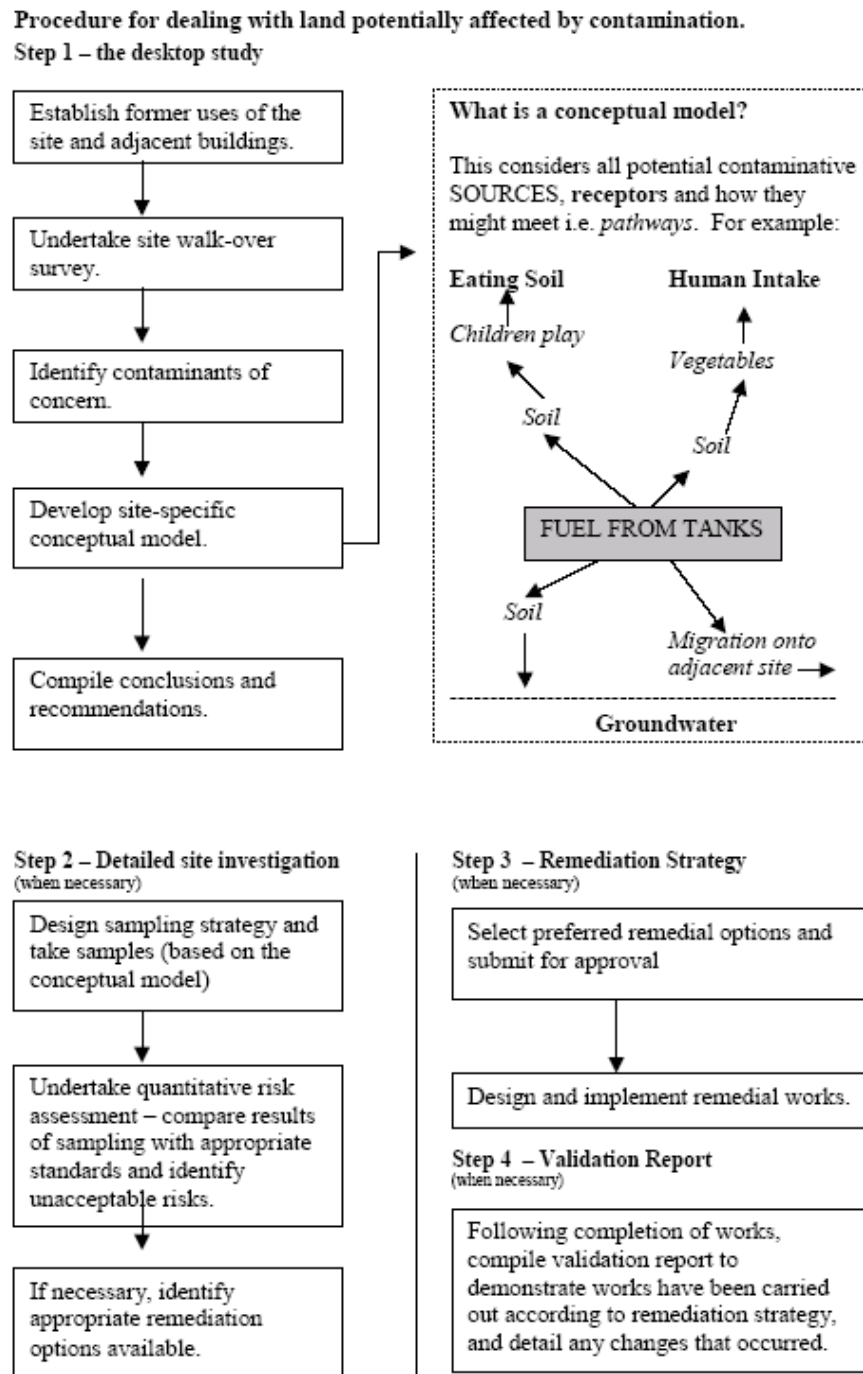 Procedure for dealing with land potentially affected by contamination.
Step 1 – the desktop study
Establish former uses of the
site and adjacent buildings.
Undertake site walk-over
survey.
Identify contaminants of
concern.
Develop site-specific
conceptual model.
Compile conclusions and
recommendations.
What is a conceptual model?
This considers all potential contaminative
SOURCES, receptors and how they
might meet i.e. pathways. For example:
Eating Soil
Human Intake
Children play
Vegetables
Soil
Soil
FUEL FROM TANKS
Soil
Migration onto
adjacent site
Groundwater
Step 2 – Detailed site investigation
(when necessary)
Design sampling strategy and
take samples (based on the
conceptual model)
Undertake quantitative risk
assessment – compare results
of sampling with appropriate
standards and identify
unacceptable risks.
If necessary, identify
appropriate remediation
options available.
Step 3 – Remediation Strategy
(when necessary)
Select preferred remedial options and
submit for approval
Design and implement remedial works.
Step 4 – Validation Report
(when necessary)
Following completion of works,
compile validation report to
demonstrate works have been carried
out according to remediation strategy,
and detail any changes that occurred.